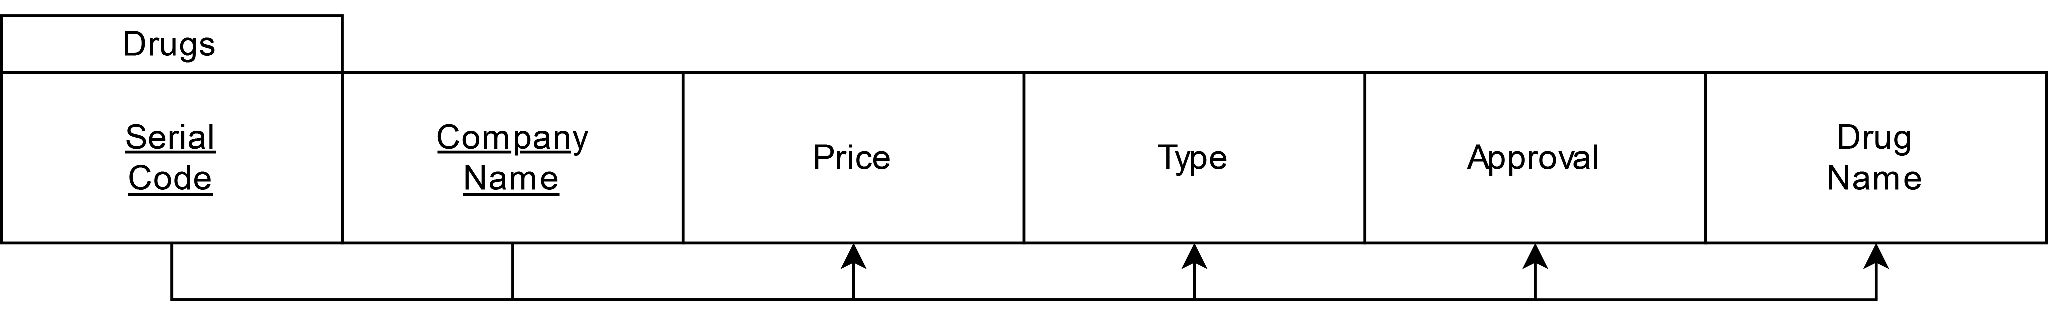 Drugs
Serial
Code
Company
Name
Price
Type
Approval
Drug
Name